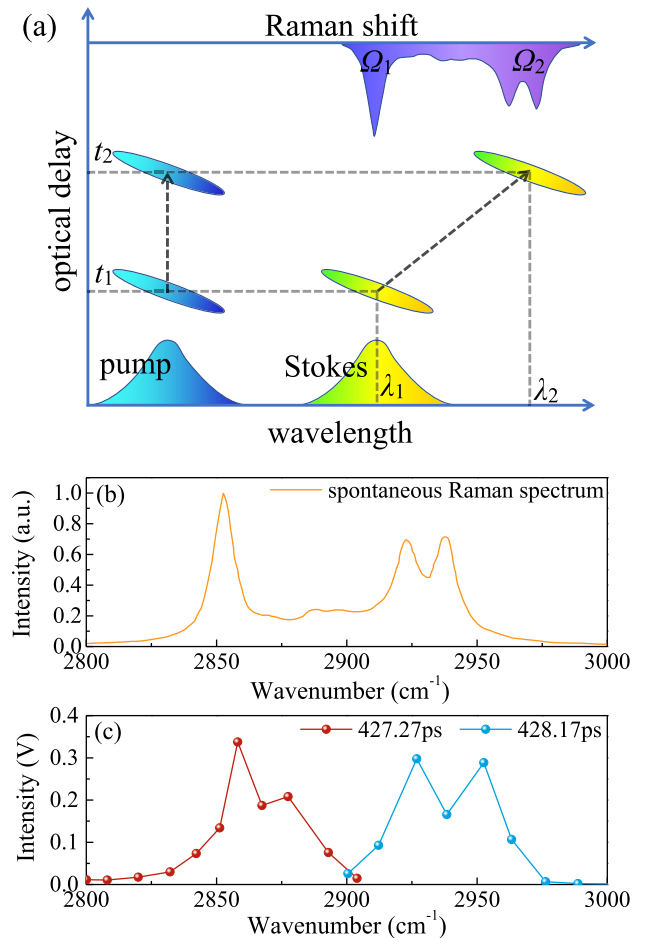 (a)
Raman shift
Ω1
Ω2
optical delay
t2
t1
pump
Stokes
λ1
λ2
wavelength
(b)
spontaneous Raman spectrum
Intensity (a.u.)
1.0
0.8
0.6
0.4
0.2
0.0
2800 2850 2900 2950 3000
Wavenumber (cm-1)
(c)
427.27ps
428.17ps
Intensity (V)
0.4
0.3
0.2
0.1
0.0
2800 2850 2900 2950 3000
Wavenumber (cm-1)